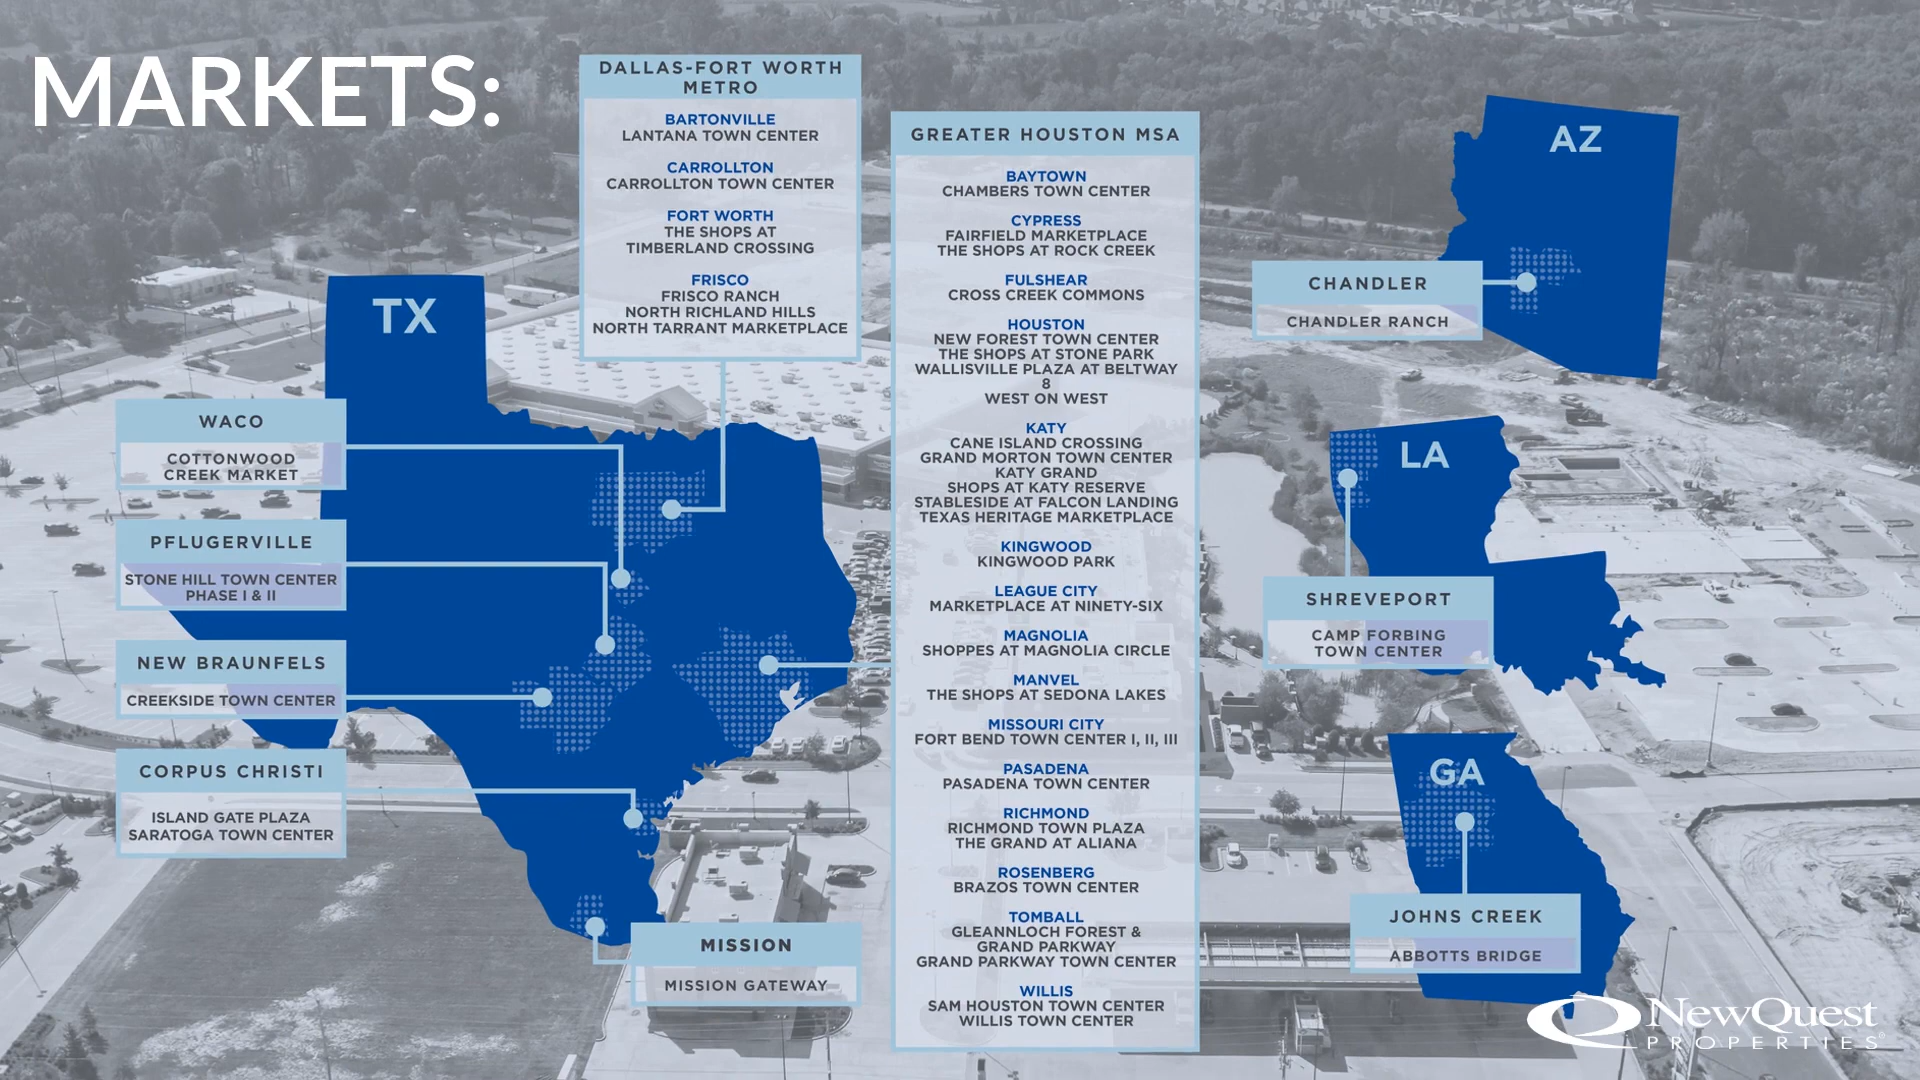 MARKETS:
DALLAS-FORT WORTH
METRO
BARTONVILLE
LANTANA TOWN CENTER
CARROLLTON
CARROLLTON TOWN CENTER
FORT WORTH
THE SHOPS AT
TIMBERLAND CROSSING
FRISCO
FRISCO RANCH
NORTH RICHLAND HILLS
NORTH TARRANT MARKETPLACE
TX
WACO
COTTONWOOD
CREEK MARKET
PFLUGERVILLE
STONE HILL TOWN CENTER
PHASE I & II
NEW BRAUNFELS
CREEKSIDE TOWN CENTER
CORPUS CHRISTI
ISLAND GATE PLAZA
SARATOGA TOWN CENTER
MISSION
MISSION GATEWAY
GREATER HOUSTON MSA
BAYTOWN
CHAMBERS TOWN CENTER
CYPRESS
FAIRFIELD MARKETPLACE
THE SHOPS AT ROCK CREEK
FULSHEAR
CROSS CREEK COMMONS
HOUSTON
NEW FOREST TOWN CENTER
THE SHOPS AT STONE PARK
WALLISVILLE PLAZA AT BELTWAY
8
WEST ON WEST
KATY
CANE ISLAND CROSSING
GRAND MORTON TOWN CENTER
KATY GRAND
SHOPS AT KATY RESERVE
STABLESIDE AT FALCON LANDING
TEXAS HERITAGE MARKETPLACE
KINGWOOD
KINGWOOD PARK
LEAGUE CITY
MARKETPLACE AT NINETY-SIX
MAGNOLIA
SHOPPES AT MAGNOLIA CIRCLE
MANVEL
THE SHOPS AT SEDONA LAKES
MISSOURI CITY
FORT BEND TOWN CENTER I, II, III
PASADENA
PASADENA TOWN CENTER
RICHMOND
RICHMOND TOWN PLAZA
THE GRAND AT ALIANA
ROSENBERG
BRAZOS TOWN CENTER
TOMBALL
GLEANNLOCH FOREST &
GRAND PARKWAY
GRAND PARKWAY TOWN CENTER
WILLIS
SAM HOUSTON TOWN CENTER
WILLIS TOWN CENTER
AZ
CHANDLER
CHANDLER RANCH
LA
SHREVEPORT
CAMP FORBING
TOWN CENTER
GA
JOHNS CREEK
ABBOTTS BRIDGE
NewQuest
PROPERTIES®